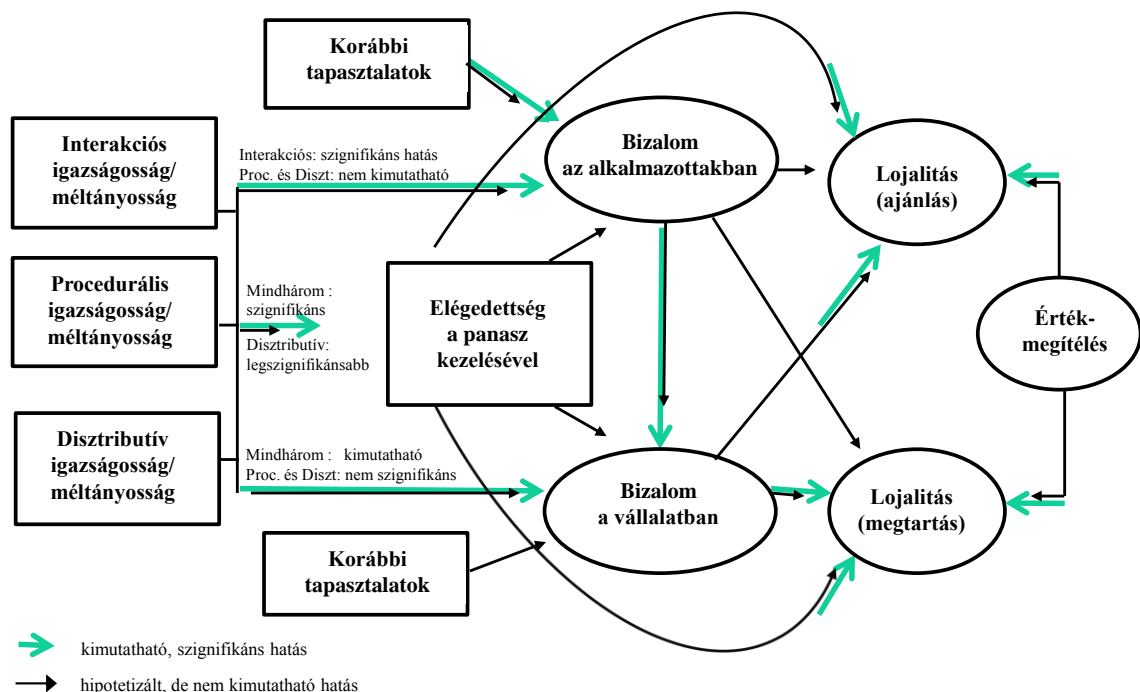 Korábbi
tapasztalatok
Interakciós
igazságosság/
méltányosság
Interakciós: szignifikáns hatás
Proc. és Diszt: nem kimutatható
Bizalom
az alkalmazottakban
Lojalitás
(ajánlás)
Procedurális
igazságosság/
méltányosság
Mindhárom :
szignifikáns
Disztributív:
legszignifikánsabb
Elégedettség
a panasz
kezelésével
Érték-
megítélés
Disztributív
igazságosság/
méltányosság
Mindhárom : kimutatható
Proc. és Diszt: nem szignifikáns
Bizalom
a vállalatban
Lojalitás
(megtartás)
Korábbi
tapasztalatok
kimutatható, szignifikáns hatás
hipotetizált, de nem kimutatható hatás